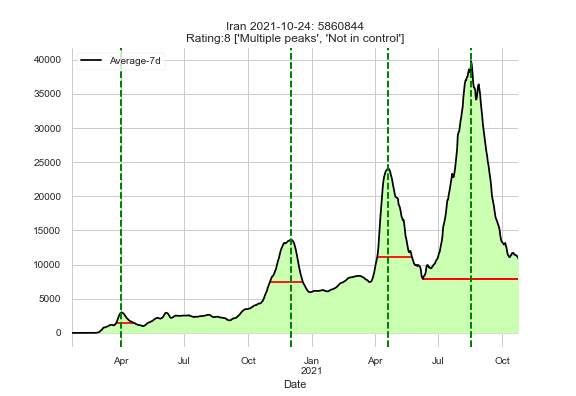 Iran 2021-10-24: 5860844
Rating:8 ['Multiple peaks', 'Not in control']
Average-7d
40000
35000
30000
25000
20000
15000
10000
5000
0
Apr Jul Oct Jan Apr Jul Oct
2021
Date